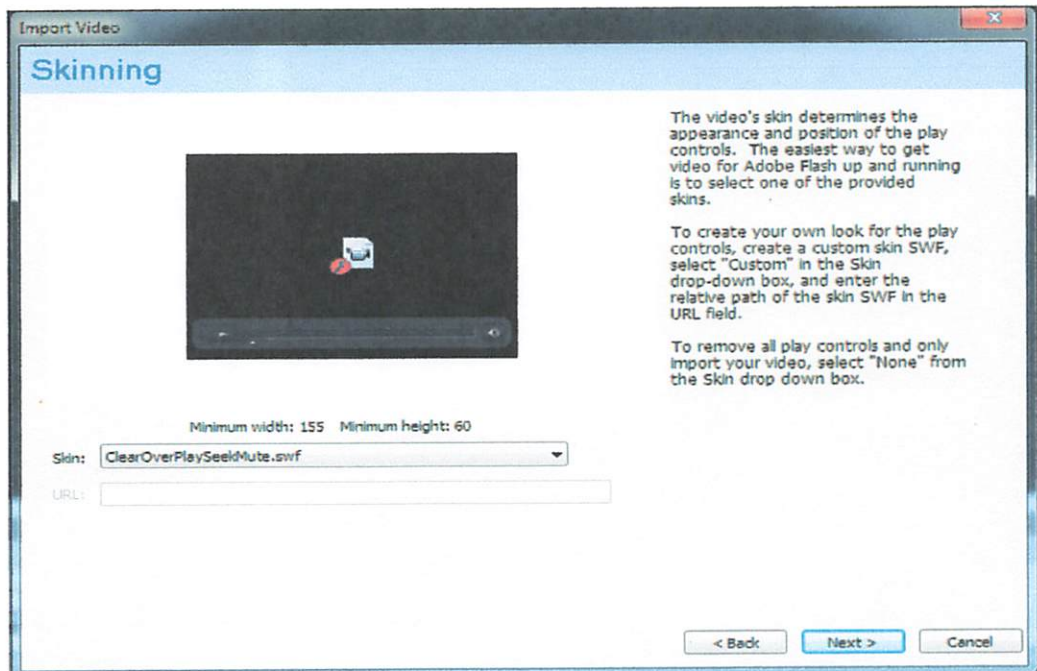 Import Video
Skinning
The video's skin determines the
appearance and position of the play
controls. The easiest way to get
video for Adobe Flash up and running
is to select one of the provided
skins.
To create your own look for the play
controls, create a custom skin SWF,
select "Custom" in the Skin
drop-down box, and enter the
relative path of the skin SWF in the
URL field.
To remove all play controls and only
import your video, select "None" from
the Skin drop down box.
Minimum width: 155 Minimum height: 60
Skin: ClearOverPlaySeekMute.swf
URL:
< Back Next > Cancel